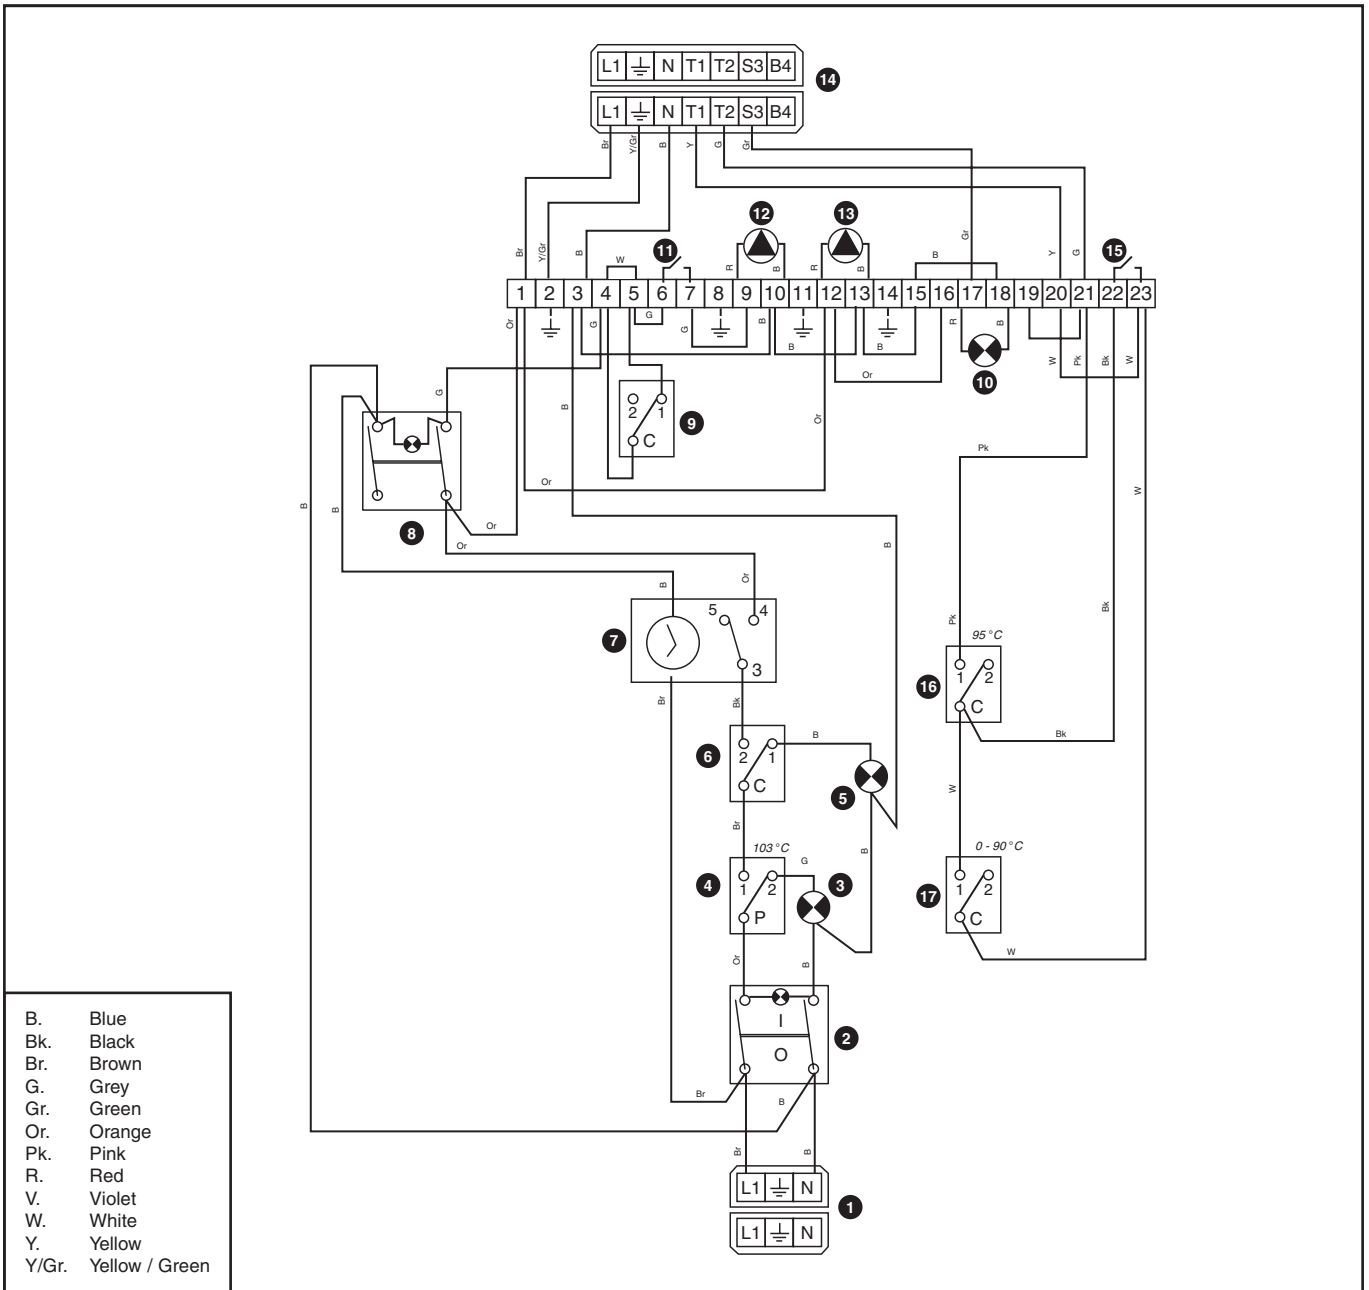 L1 N T1 T2 S3 B4
14
L1 N T1 T2 S3 B4
Br Y/Gr B Y G Gr
12 13
Br Y/Gr B W 11 R B R B B Gr Y G 15
1 2 3 4 5 6 7 8 9 10 11 12 13 14 15 16 17 18 19 20 21 22 23
Or G G G B B B R B W Pk Bk W
10
G B Or Or
2 1 9
C
Pk
B B Or Or W
8 Or B
Or
B Or Bk
5 4
7
3
Pk 95°C
1 2
16
C
Br Bk Bk
B
6 2 1
C
5
W
Br B
103°C G 0 - 90°C
4 1 2 3
P
17 1 2
C
Or B W
I
2
O
Br B
Br B
L1 N
1
L1 N
B. Blue
Bk. Black
Br. Brown
G. Grey
Gr. Green
Or. Orange
Pk. Pink
R. Red
V. Violet
W. White
Y. Yellow
Y/Gr. Yellow / Green